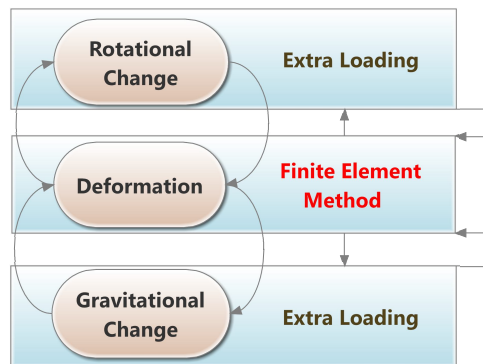 Rotational
Change
Extra Loading
Deformation
Finite Element
Method
Gravitational
Change
Extra Loading